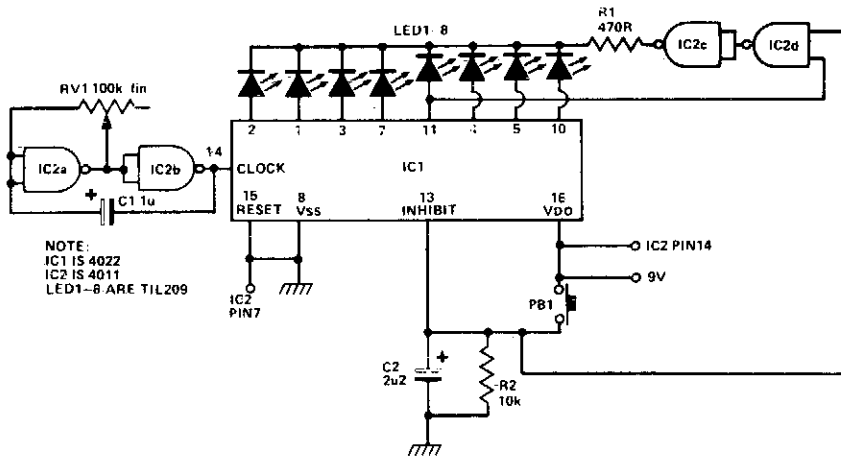 LED1-8
R1
470R
IC2c
IC2d
RV1 100k lin
2
1
3
7
11
4
5
10
14
IC2a
IC2b
CLOCK
IC1
C1 1u
+
15
RESET
8
VSS
13
INHIBIT
16
VDD
NOTE:
IC1 IS 4022
IC2 IS 4011
LED1-8 ARE TIL209
IC2
PIN7
IC2 PIN14
9V
PB1
C2
2u2
+
R2
10k